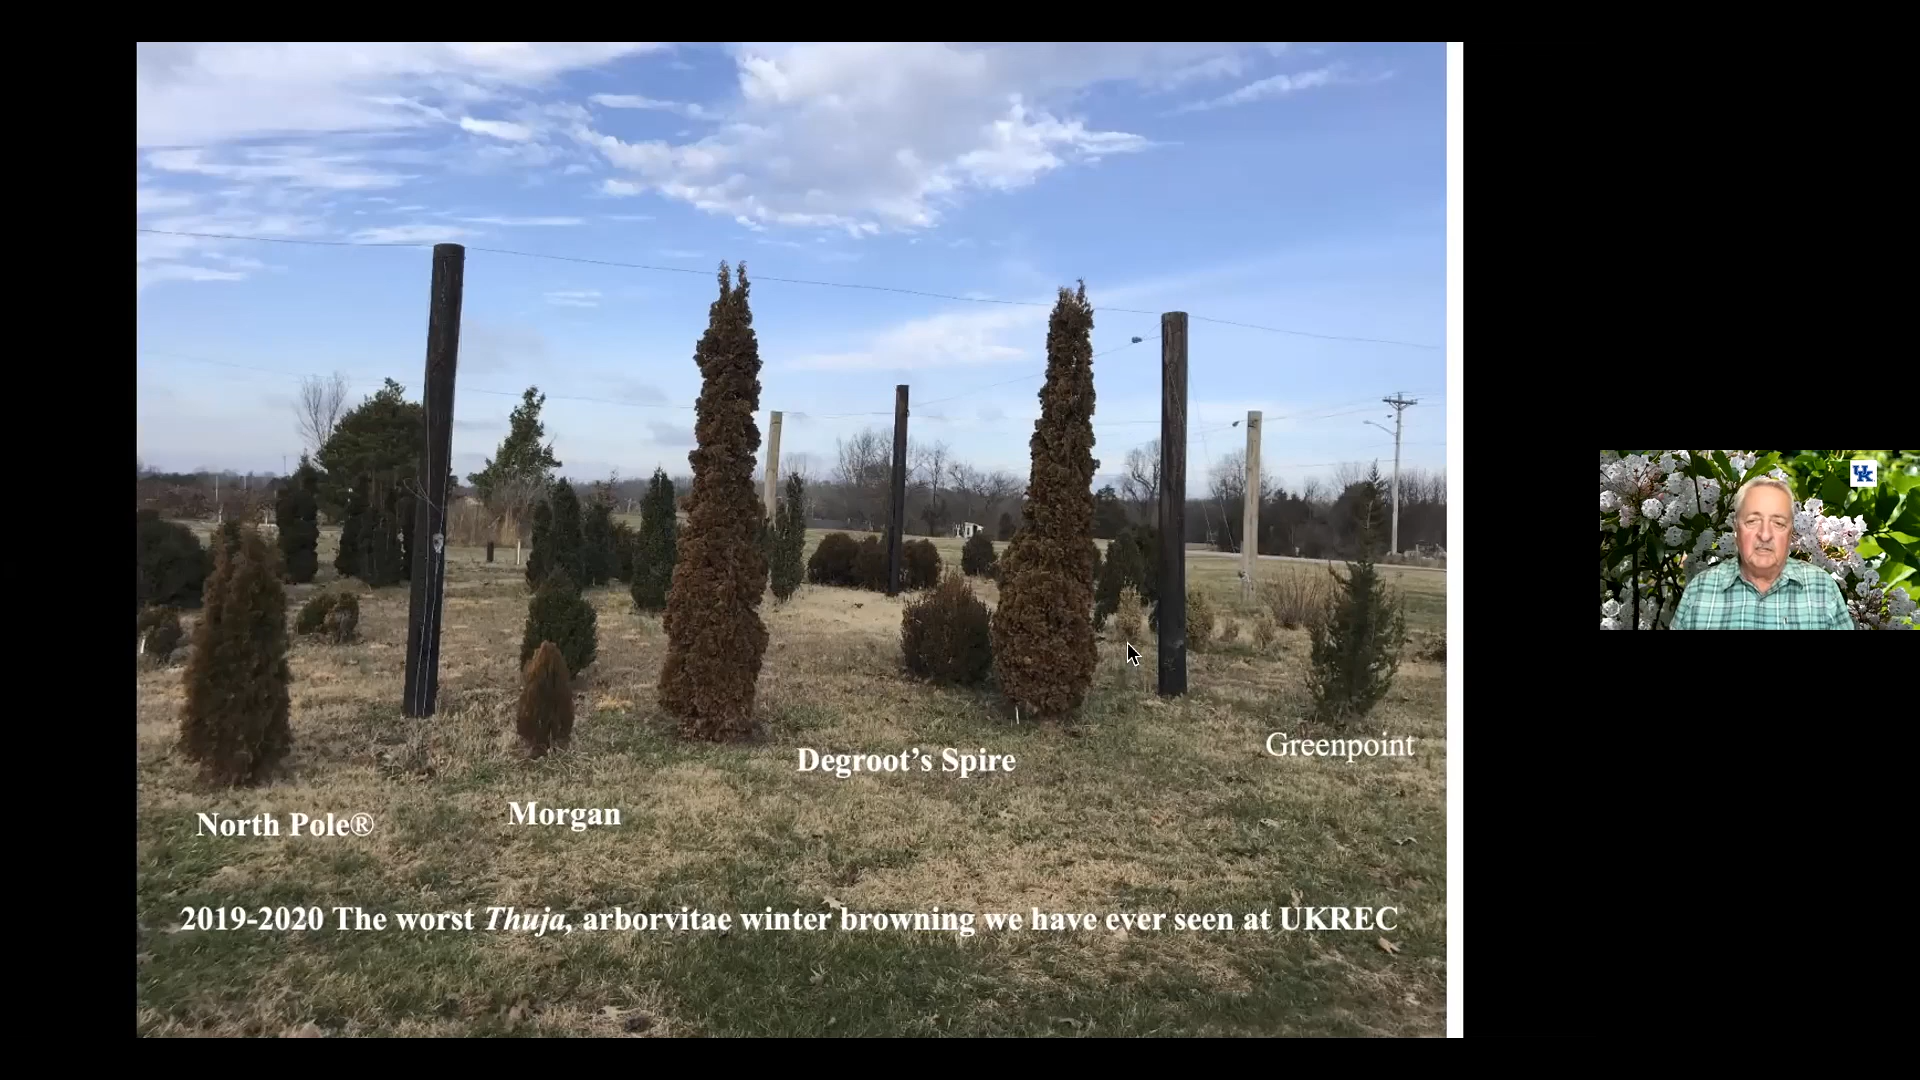 Degroot’s Spire
Greenpoint
Morgan
North Pole®
2019-2020 The worst Thuja, arborvitae winter browning we have ever seen at UKREC
UK